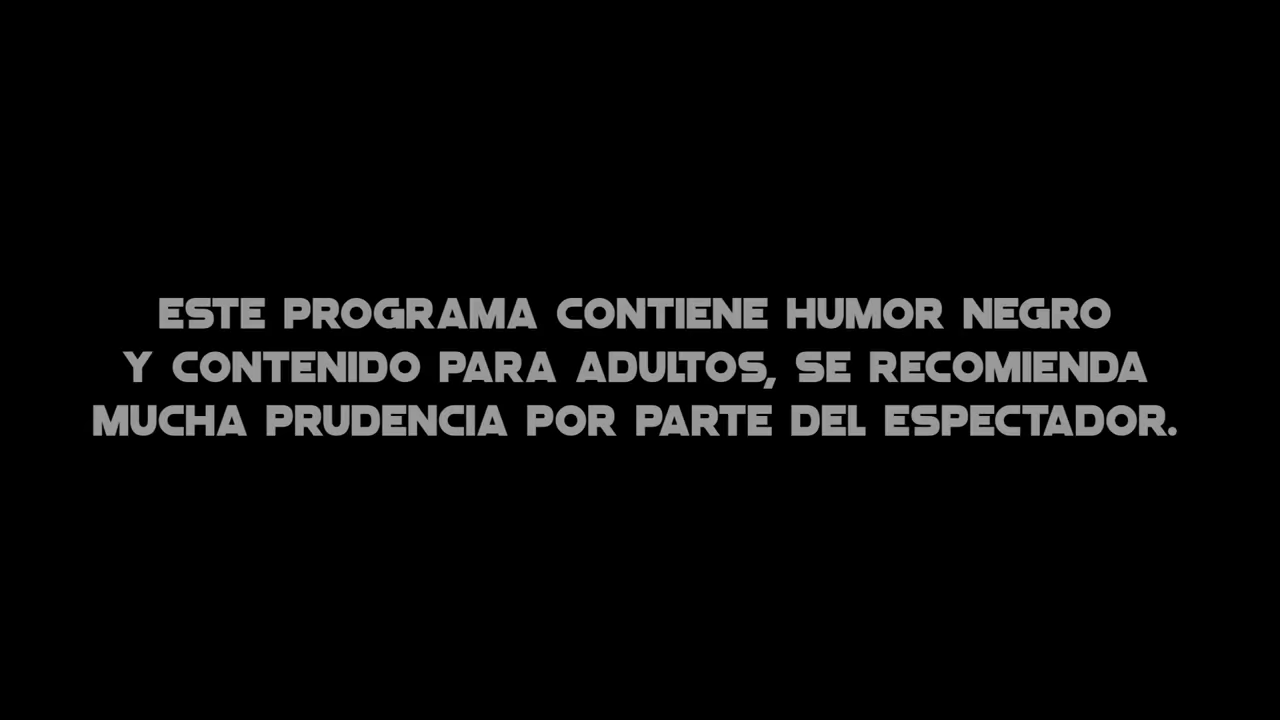 ESTE PROGRAMA CONTIENE HUMOR NEGRO
Y CONTENIDO PARA ADULTOS, SE RECOMIENDA
MUCHA PRUDENCIA POR PARTE DEL ESPECTADOR.